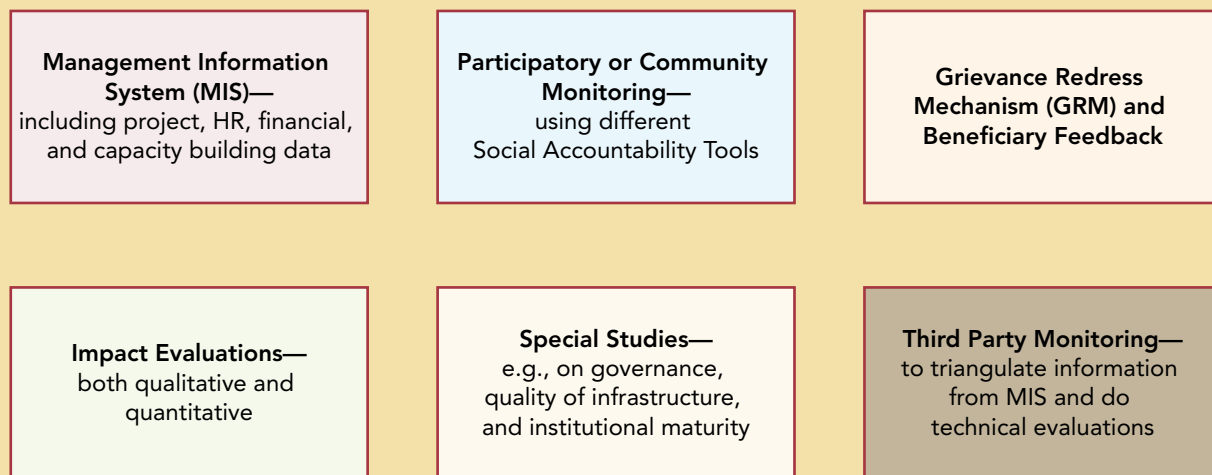 Management Information
System (MIS)—
including project, HR, financial,
and capacity building data
Participatory or Community
Monitoring—
using different
Social Accountability Tools
Grievance Redress
Mechanism (GRM) and
Beneficiary Feedback
Impact Evaluations—
both qualitative and
quantitative
Special Studies—
e.g., on governance,
quality of infrastructure,
and institutional maturity
Third Party Monitoring—
to triangulate information
from MIS and do
technical evaluations